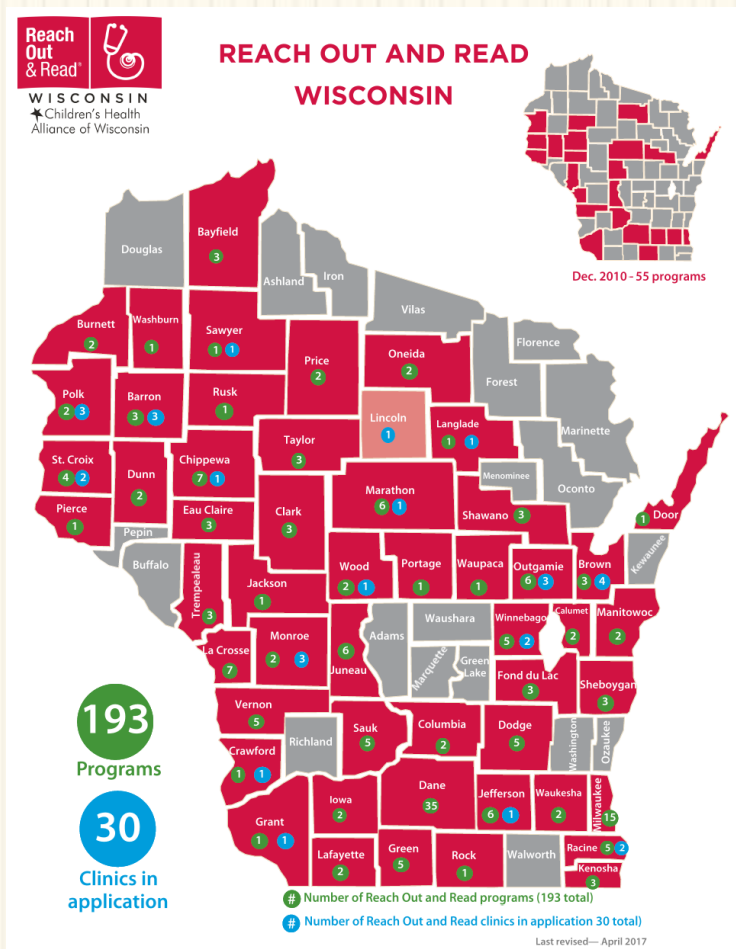 Reach
Out
& Read®
WISCONSIN
Children's Health
Alliance of Wisconsin
REACH OUT AND READ
WISCONSIN
Dec. 2010 - 55 programs
Douglas
Bayfield
3
Ashland
Iron
Vilas
Florence
Burnett
2
Washburn
1
Sawyer
1 1
Price
2
Oneida
2
Forest
Marinette
Polk
2 3
Barron
3 3
Rusk
1
Lincoln
1
Langlade
1 1
Taylor
3
St. Croix
4 2
Dunn
2
Chippewa
7 1
Marathon
6 1
Menominee
Oconto
Pierce
1
Pepin
Eau Claire
3
Clark
3
Shawano 3
1 Door
Buffalo
Trempealeau
3
Jackson
1
Wood
2 1
Portage
1
Waupaca
1
Outgamie
6 3
Brown
3 4
Kewaunee
La Crosse
7
Monroe
2 3
6
Juneau
Adams
Waushara
Marquette
Green
Lake
Winnebago
5 2
Calumet
2
Manitowoc
2
Fond du Lac
3
Sheboygan
3
Vernon
5
Richland
Sauk
5
Columbia
2
Dodge
5
Washington
Ozaukee
Crawford
1 1
193
Programs
30
Clinics in
application
Grant
1 1
Iowa
2
Dane
35
Jefferson
6 1
Waukesha
2
Milwaukee
15
Lafayette
2
Green
5
Rock
1
Walworth
Racine 5 2
Kenosha
3
# Number of Reach Out and Read programs (193 total)
# Number of Reach Out and Read clinics in application 30 total)
Last revised— April 2017